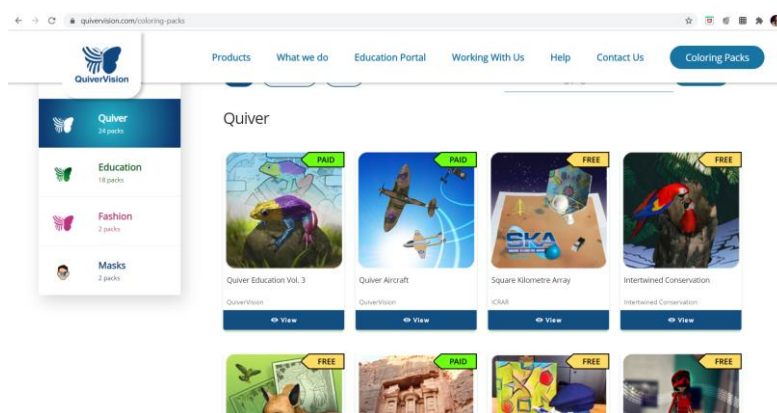 quivervision.com/coloring-packs
QuiverVision
Products What we do Education Portal Working With Us Help Contact Us Coloring Packs
Quiver
24 packs
Education
18 packs
Fashion
2 packs
Masks
2 packs
Quiver
PAID PAID FREE FREE
SKA
Quiver Education Vol. 3 Quiver Aircraft Square Kilometre Array Intertwined Conservation
QuiverVision QuiverVision ICRAR Intertwined Conservation
View View View View
FREE PAID FREE FREE